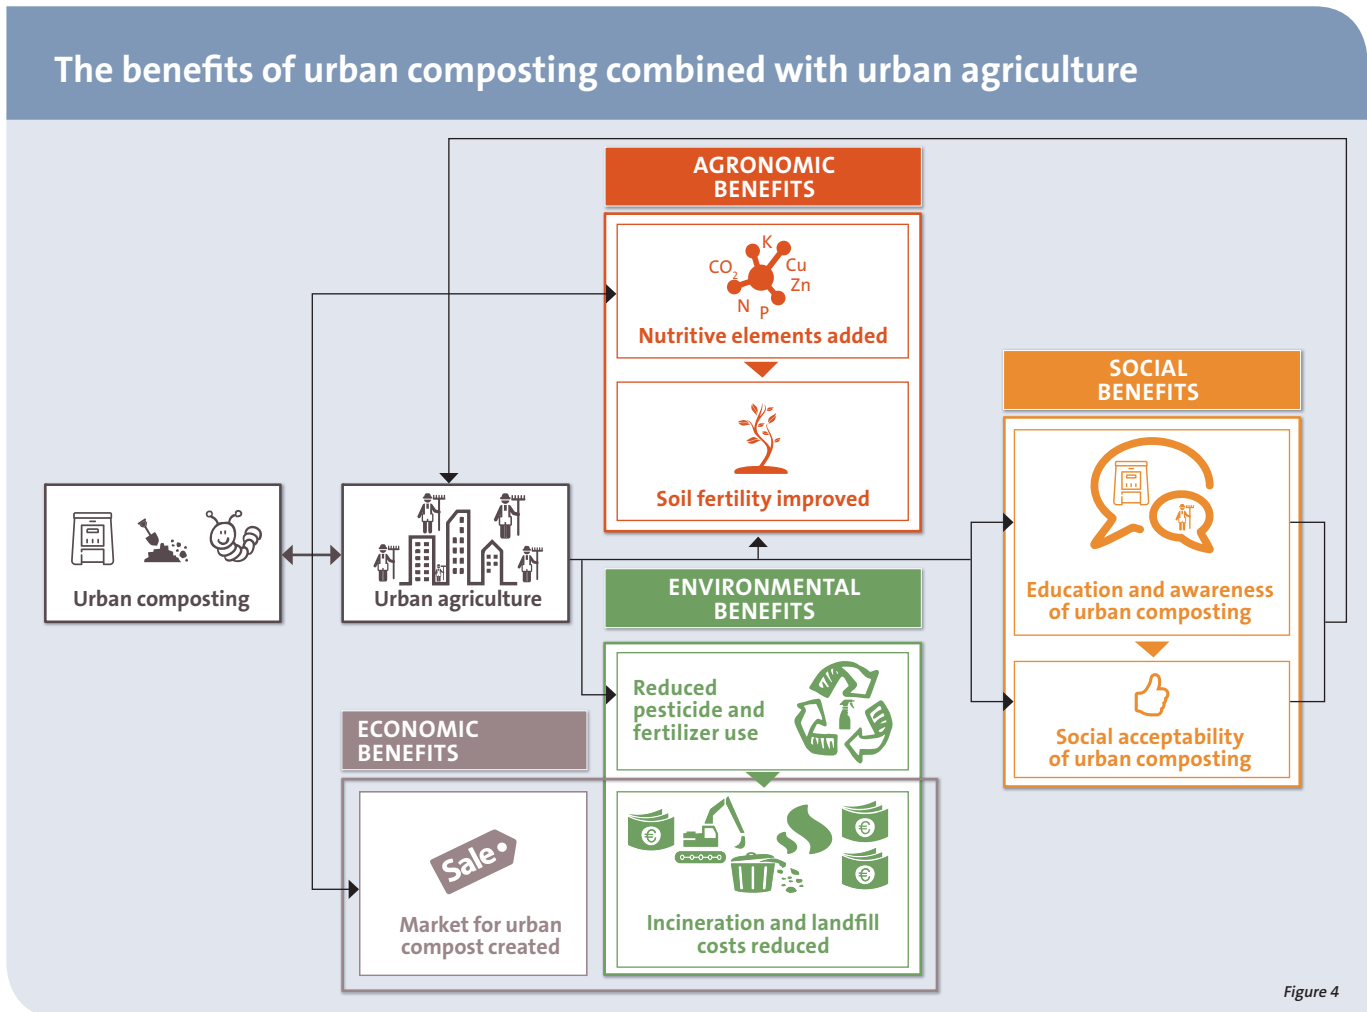 The benefits of urban composting combined with urban agriculture
AGRONOMIC
BENEFITS
K
CO2
Cu
Zn
N
P
Nutritive elements added
Soil fertility improved
SOCIAL
BENEFITS
Education and awareness
of urban composting
Social acceptability
of urban composting
Urban composting
Urban agriculture
ENVIRONMENTAL
BENEFITS
Reduced
pesticide and
fertilizer use
€
€
€
Incineration and landfill
costs reduced
ECONOMIC
BENEFITS
Sale
Market for urban
compost created
Figure 4